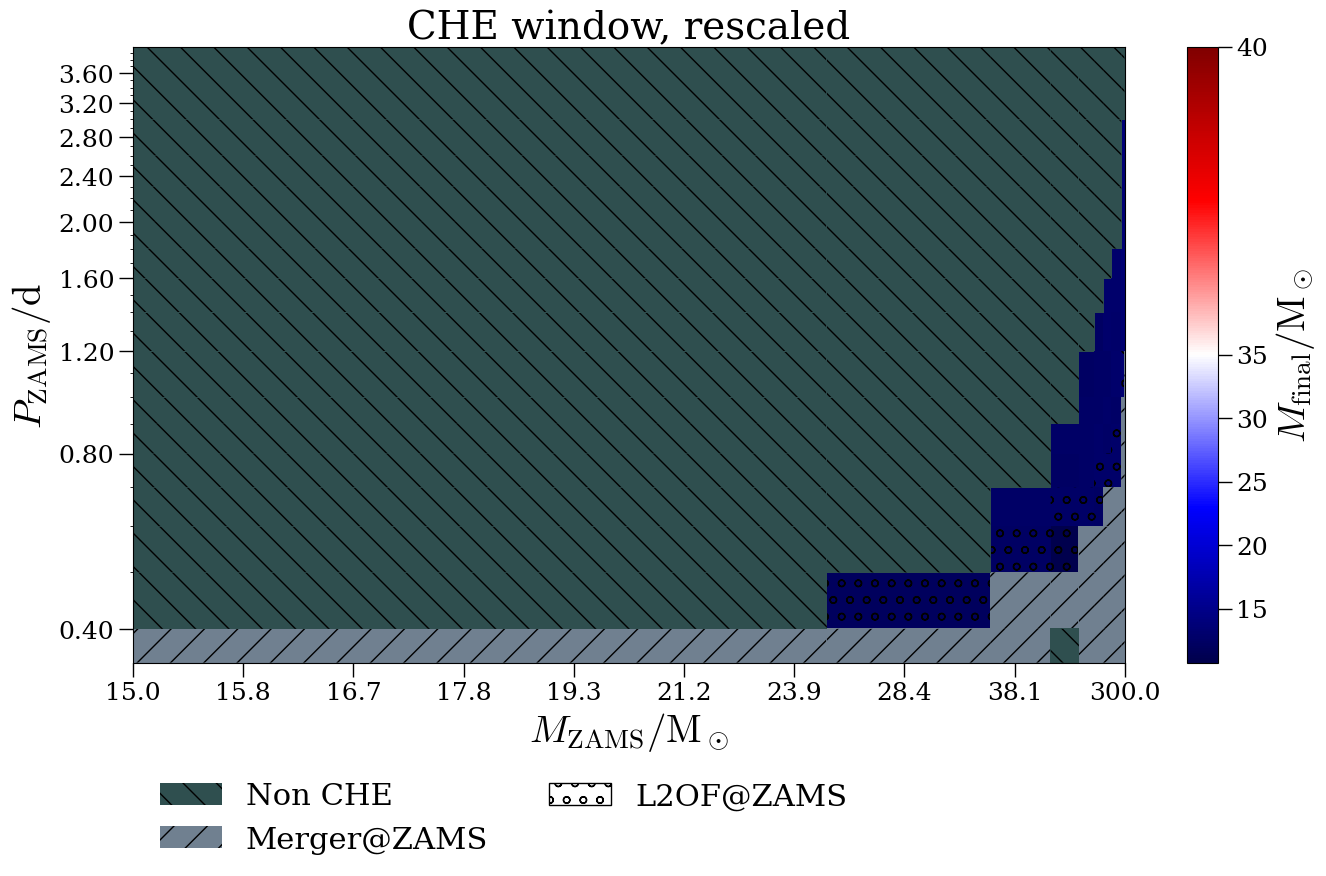 CHE window, rescaled
3.60
3.20
2.80
2.40
2.00
1.60
1.20
0.80
0.40
P_ZAMS/d
15.0 15.8 16.7 17.8 19.3 21.2 23.9 28.4 38.1 300.0
M_ZAMS/M_⊙
40
35
30
25
20
15
M_final/M_⊙
Non CHE
Merger@ZAMS
L2OF@ZAMS